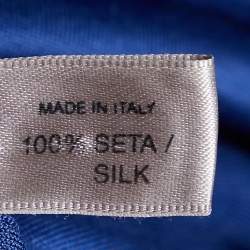 MADE IN ITALY
100% SETA /
SILK